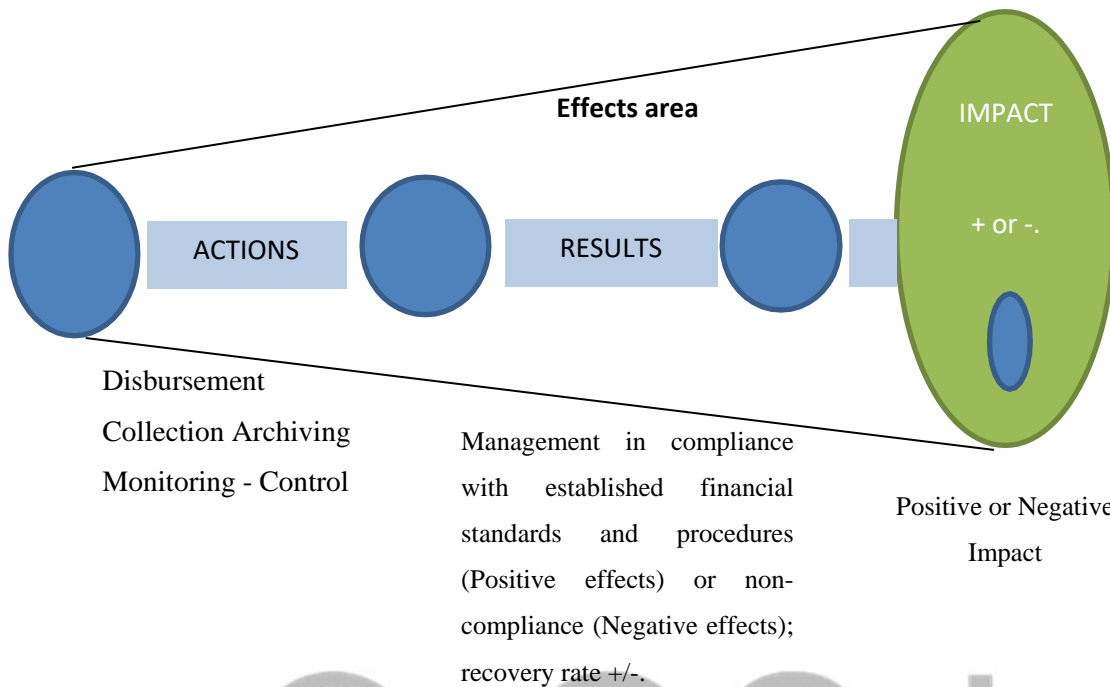 Effects area
IMPACT
+ or -.
ACTIONS
RESULTS
Disbursement
Collection Archiving
Monitoring - Control
Management in compliance
with established financial
standards and procedures
(Positive effects) or non-
compliance (Negative effects);
recovery rate +/-.
Positive or Negative
Impact